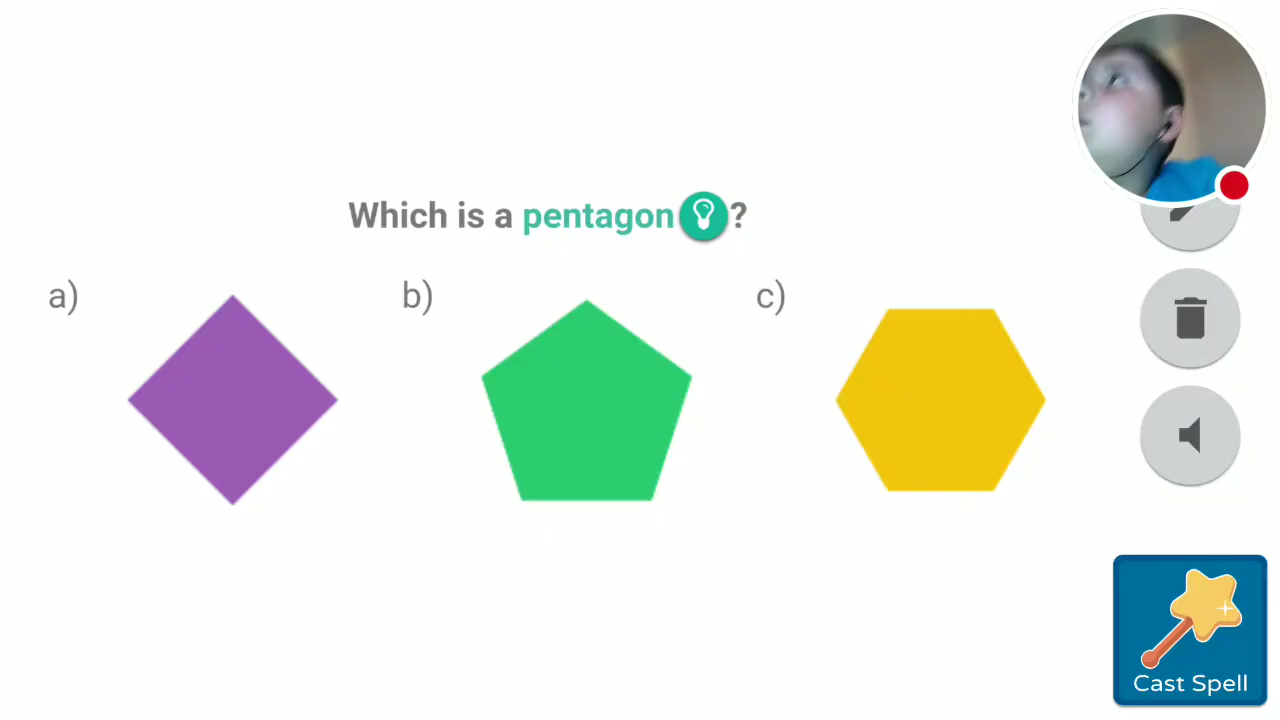 Which is a pentagon ?
a)
b)
c)
Cast Spell